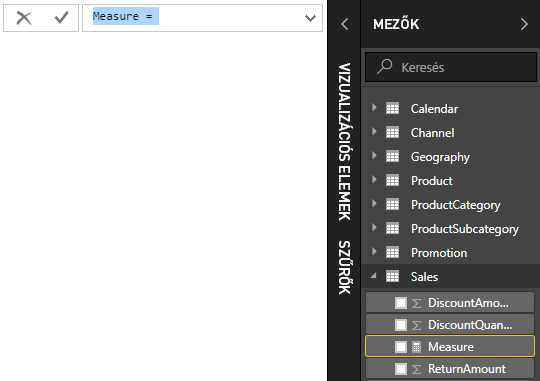 Measure =
MEZŐK
Keresés
VIZUALIZÁCIÓS ELEMEK
SZŰRŐK
Calendar
Channel
Geography
Product
ProductCategory
ProductSubcategory
Promotion
Sales
DiscountAmo...
DiscountQuan...
Measure
ReturnAmount